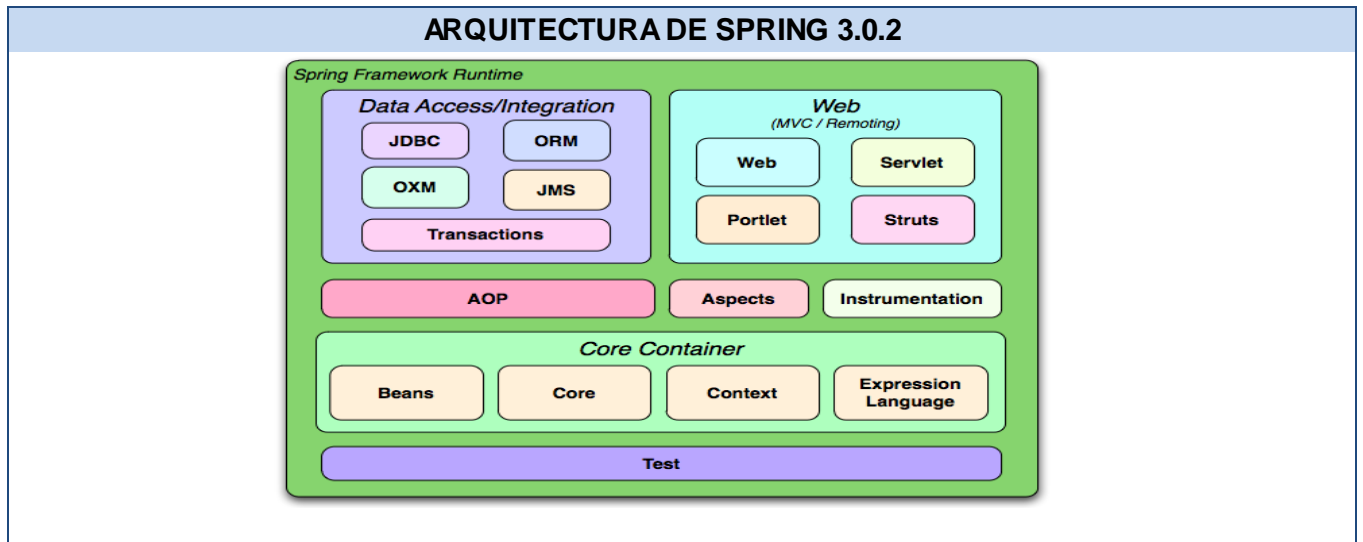 ARQUITECTURA DE SPRING 3.0.2
Spring Framework Runtime
Data Access/Integration
JDBC
ORM
OXM
JMS
Transactions
Web
(MVC / Remoting)
Web
Servlet
Portlet
Struts
AOP
Aspects
Instrumentation
Core Container
Beans
Core
Context
Expression
Language
Test